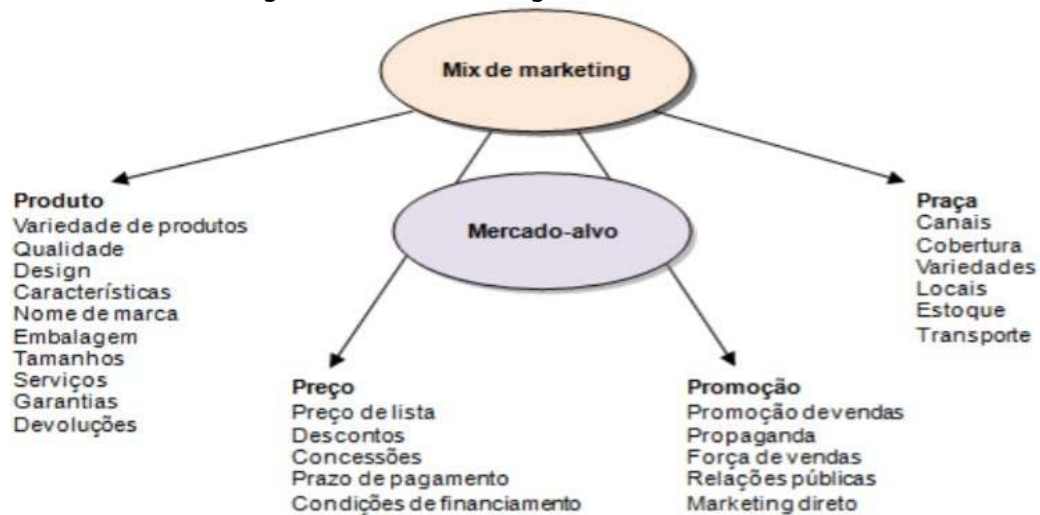 Mix de marketing
Mercado-alvo
Produto
Variedade de produtos
Qualidade
Design
Características
Nome de marca
Embalagem
Tamanhos
Serviços
Garantias
Devoluções
Preço
Preço de lista
Descontos
Concessões
Prazo de pagamento
Condições de financiamento
Promoção
Promoção de vendas
Propaganda
Força de vendas
Relações públicas
Marketing direto
Praça
Canais
Cobertura
Variedades
Locais
Estoque
Transporte